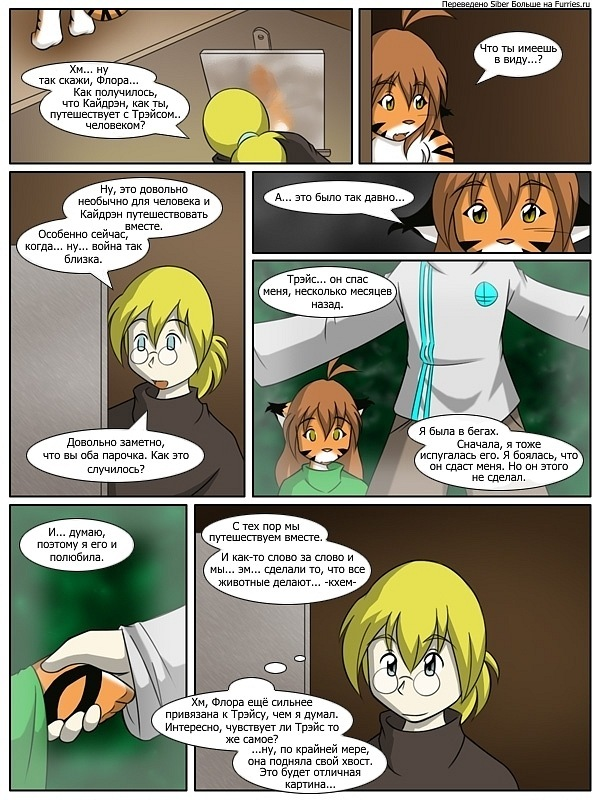 Переведено Siber Больше на Furries.ru
Хм... ну
так скажи, Флора...
Как получилось,
что Кайдрэн, как ты,
путешествует с Трэйсом..
человеком?
Что ты имеешь
в виду...?
Ну, это довольно
необычно для человека и
Кайдрэн путешествовать
вместе.
Особенно сейчас,
когда... ну... война так
близка.
Довольно заметно,
что вы оба парочка. Как это
случилось?
А... это было так давно...
Трэйс... он спас
меня, несколько месяцев
назад.
Я была в бегах.
Сначала, я тоже
испугалась его. Я боялась, что
он сдаст меня. Но он этого
не сделал.
И... думаю,
поэтому я его и
полюбила.
С тех пор мы
путешествуем вместе.
И как-то слово за слово и
мы... эм... сделали то, что все
животные делают... -кхем-
Хм, Флора ещё сильнее
привязана к Трэйсу, чем я думал.
Интересно, чувствует ли Трэйс то
же самое?
...ну, по крайней мере,
она подняла свой хвост.
Это будет отличная
картина...